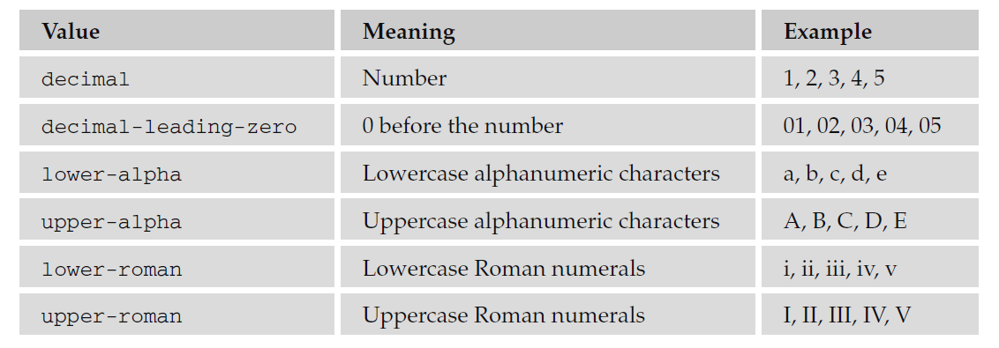 Value Meaning Example
decimal Number 1, 2, 3, 4, 5
decimal-leading-zero 0 before the number 01, 02, 03, 04, 05
lower-alpha Lowercase alphanumeric characters a, b, c, d, e
upper-alpha Uppercase alphanumeric characters A, B, C, D, E
lower-roman Lowercase Roman numerals i, ii, iii, iv, v
upper-roman Uppercase Roman numerals I, II, III, IV, V